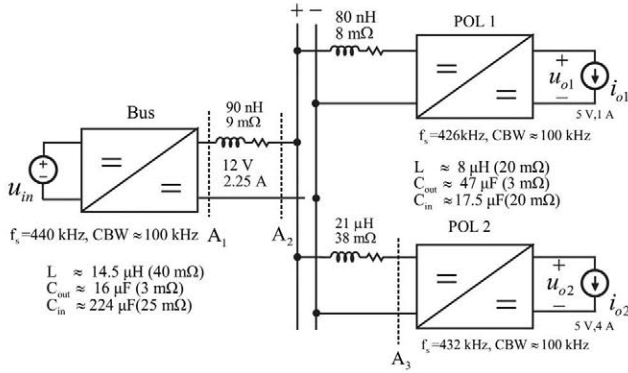 + −
80 nH
8 mΩ
POL 1
+
u_o1
−
i_o1
5 V,1 A
f_s=426kHz, CBW ≈100 kHz
L ≈ 8 µH (20 mΩ)
C_out ≈ 47 µF (3 mΩ)
C_in ≈ 17.5 µF(20 mΩ)
Bus
90 nH
9 mΩ
12 V
2.25 A
+
−
u_in
f_s=440 kHz, CBW ≈100 kHz
A_1
A_2
L ≈ 14.5 µH (40 mΩ)
C_out ≈ 16 µF (3 mΩ)
C_in ≈ 224 µF(25 mΩ)
21 µH
38 mΩ
POL 2
+
u_o2
−
i_o2
5 V,4 A
f_s=432 kHz, CBW ≈100 kHz
A_3